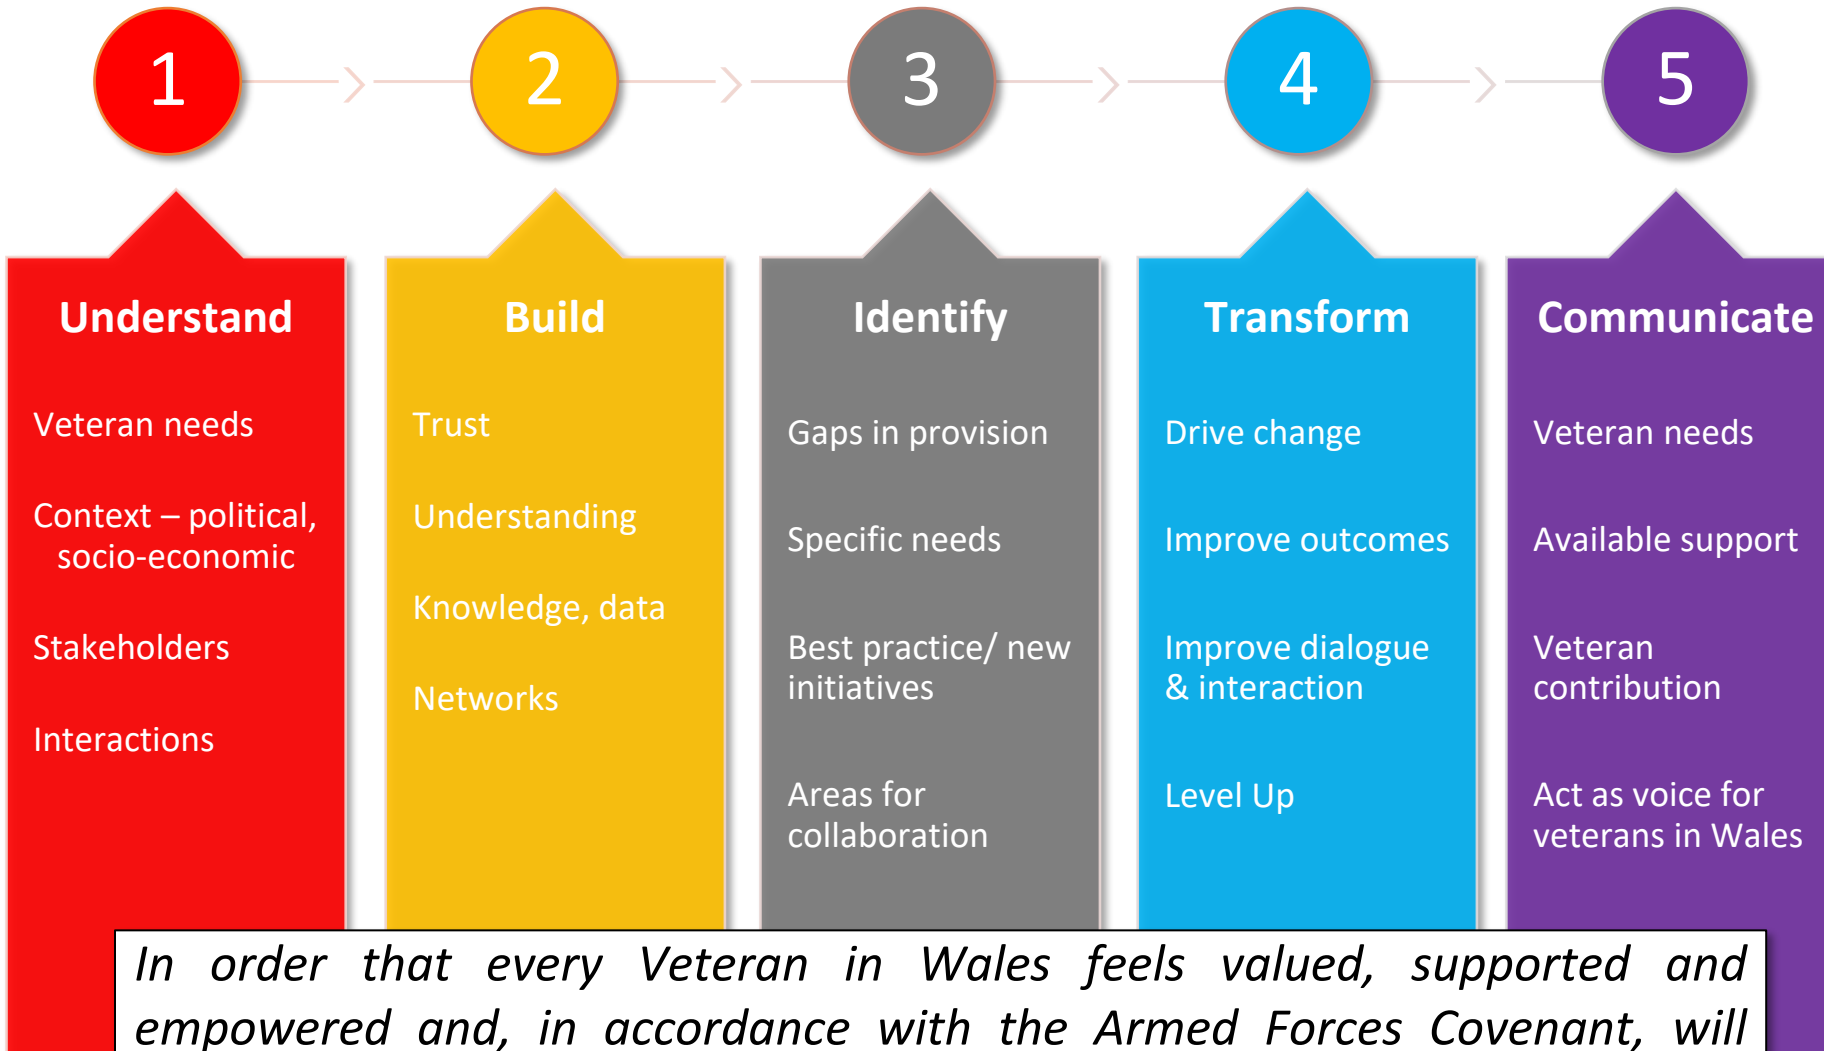 1
2
3
4
5
Understand
Veteran needs
Context – political,
socio-economic
Stakeholders
Interactions
Build
Trust
Understanding
Knowledge, data
Networks
Identify
Gaps in provision
Specific needs
Best practice/ new
initiatives
Areas for
collaboration
Transform
Drive change
Improve outcomes
Improve dialogue
& interaction
Level Up
Communicate
Veteran needs
Available support
Veteran
contribution
Act as voice for
veterans in Wales
In order that every Veteran in Wales feels valued, supported and
empowered and, in accordance with the Armed Forces Covenant, will